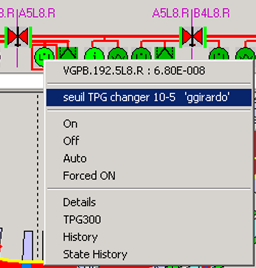 R|A5L8.R A5L8.R|B4L8.R
VGPB.192.5L8.R : 6.80E-008
seuil TPG changer 10-5 'ggirardo'
On
Off
Auto
Forced ON
Details
TPG300
History
State History